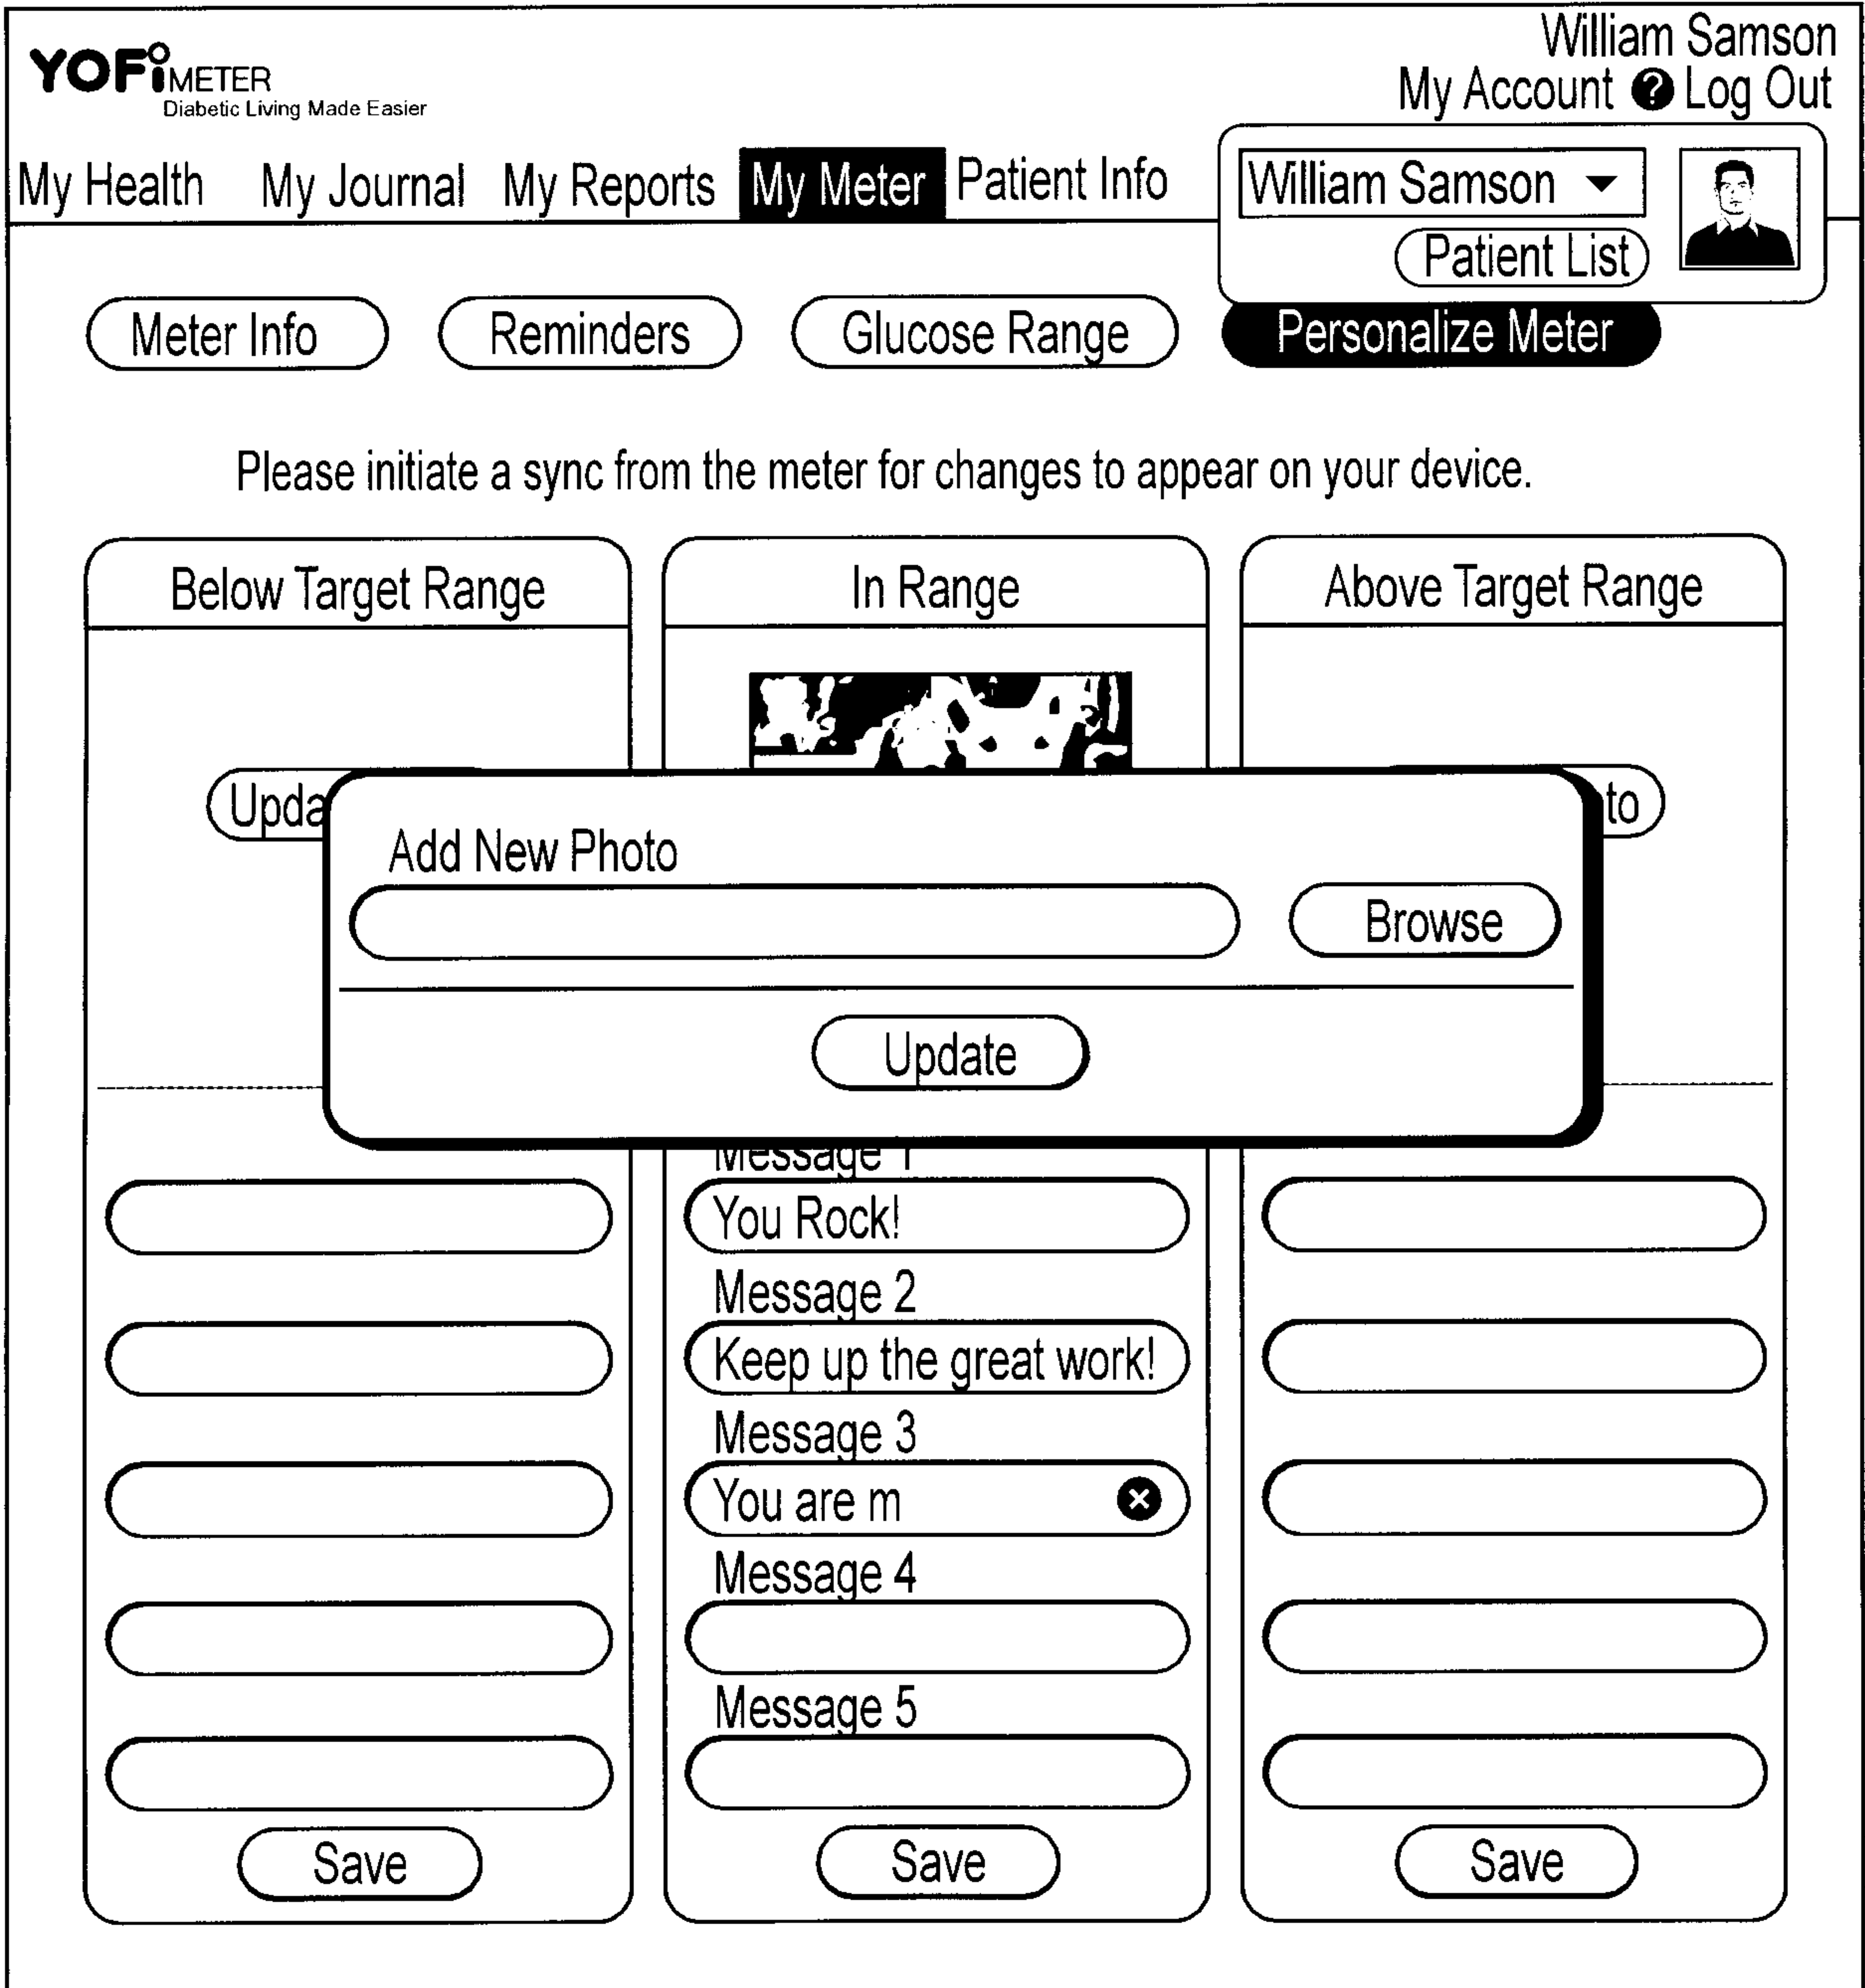 William Samson
YOFiMETER
My Account ? Log Out
Diabetic Living Made Easier
My Health My Journal My Reports My Meter Patient Info William Samson
Patient List
Meter Info Reminders Glucose Range Personalize Meter
Please initiate a sync from the meter for changes to appear on your device.
Below Target Range In Range Above Target Range
Add New Photo
Browse
Update
Message 1
You Rock!
Message 2
Keep up the great work!
Message 3
You are m
Message 4
Message 5
Save Save Save